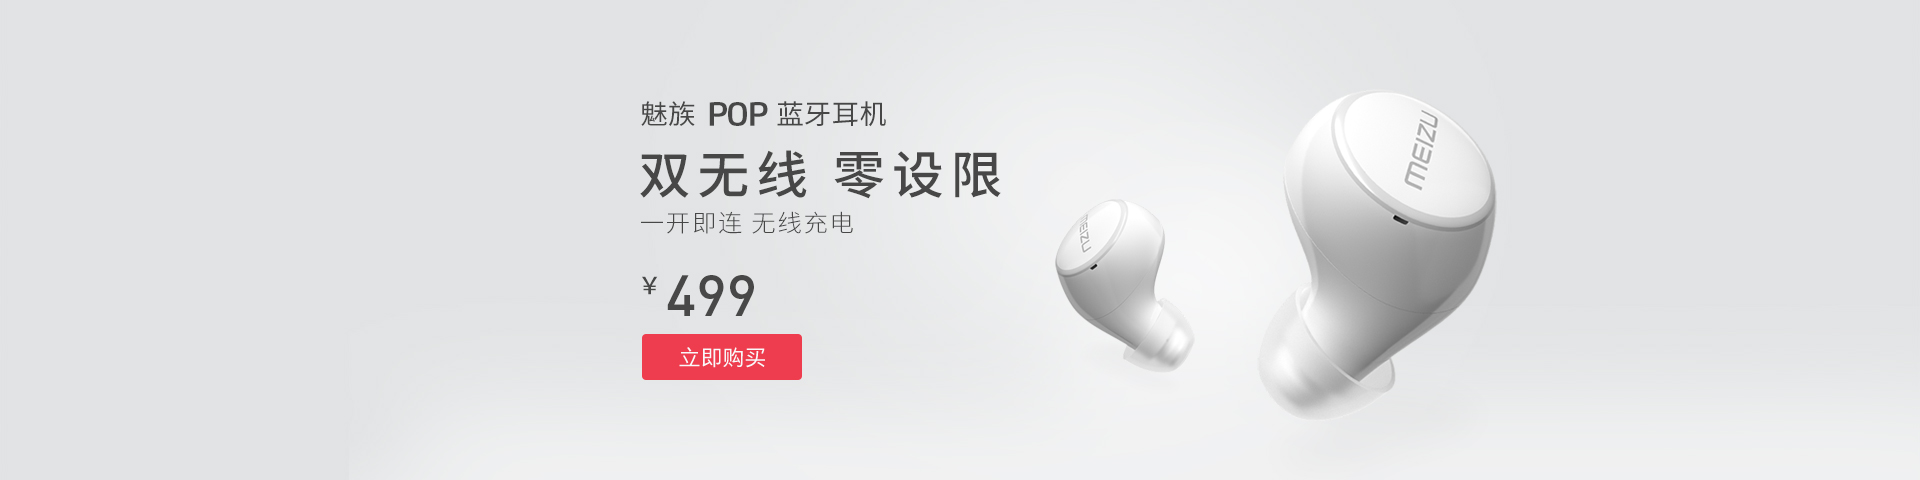 魅族 POP 蓝牙耳机
双无线 零设限
一开即连 无线充电
¥ 499
立即购买
MEIZU
MEIZU